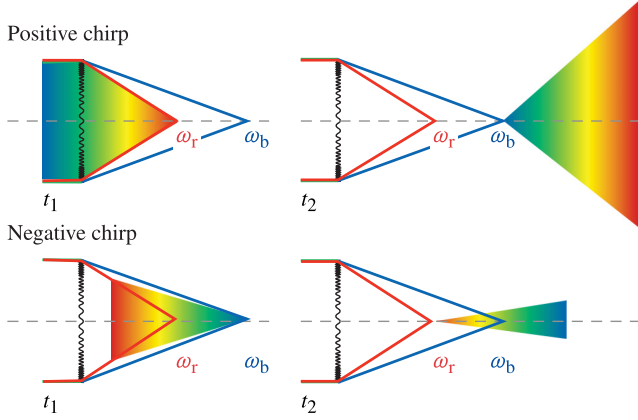 Positive chirp
ωr ωb ωr ωb
t1 t2
Negative chirp
ωr ωb ωr ωb
t1 t2